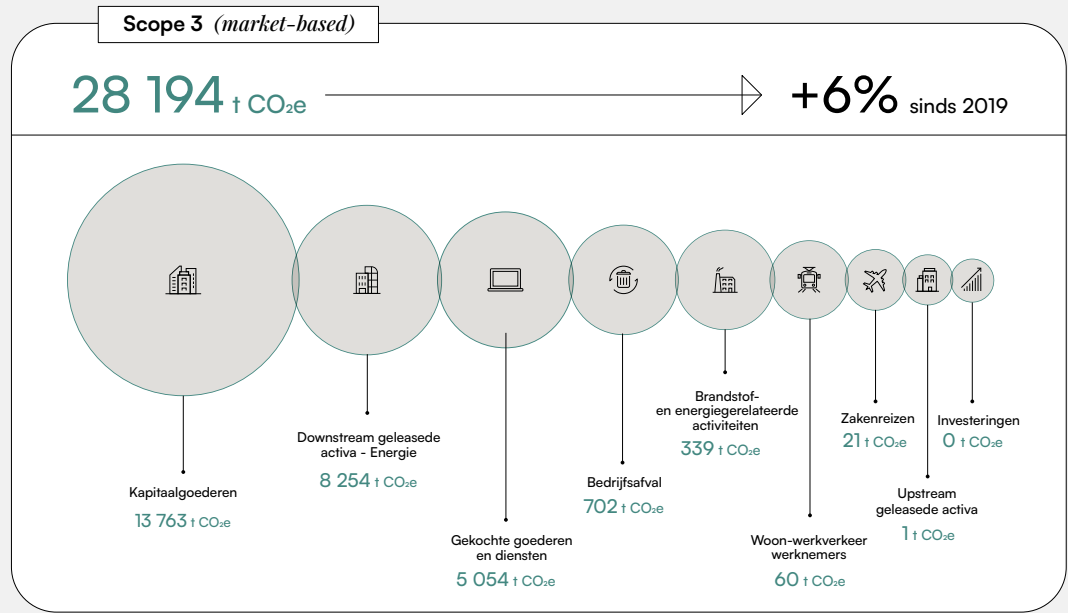 Scope 3 (market-based)
28 194 t CO₂e
+6% sinds 2019
Kapitaalgoederen
13 763 t CO₂e
Downstream geleasede
activa - Energie
8 254 t CO₂e
Gekochte goederen
en diensten
5 054 t CO₂e
Bedrijfsafval
702 t CO₂e
Brandstof-
en energiegerelateerde
activiteiten
339 t CO₂e
Woon-werkverkeer
werknemers
60 t CO₂e
Zakenreizen
21 t CO₂e
Upstream
geleasede activa
1 t CO₂e
Investeringen
0 t CO₂e